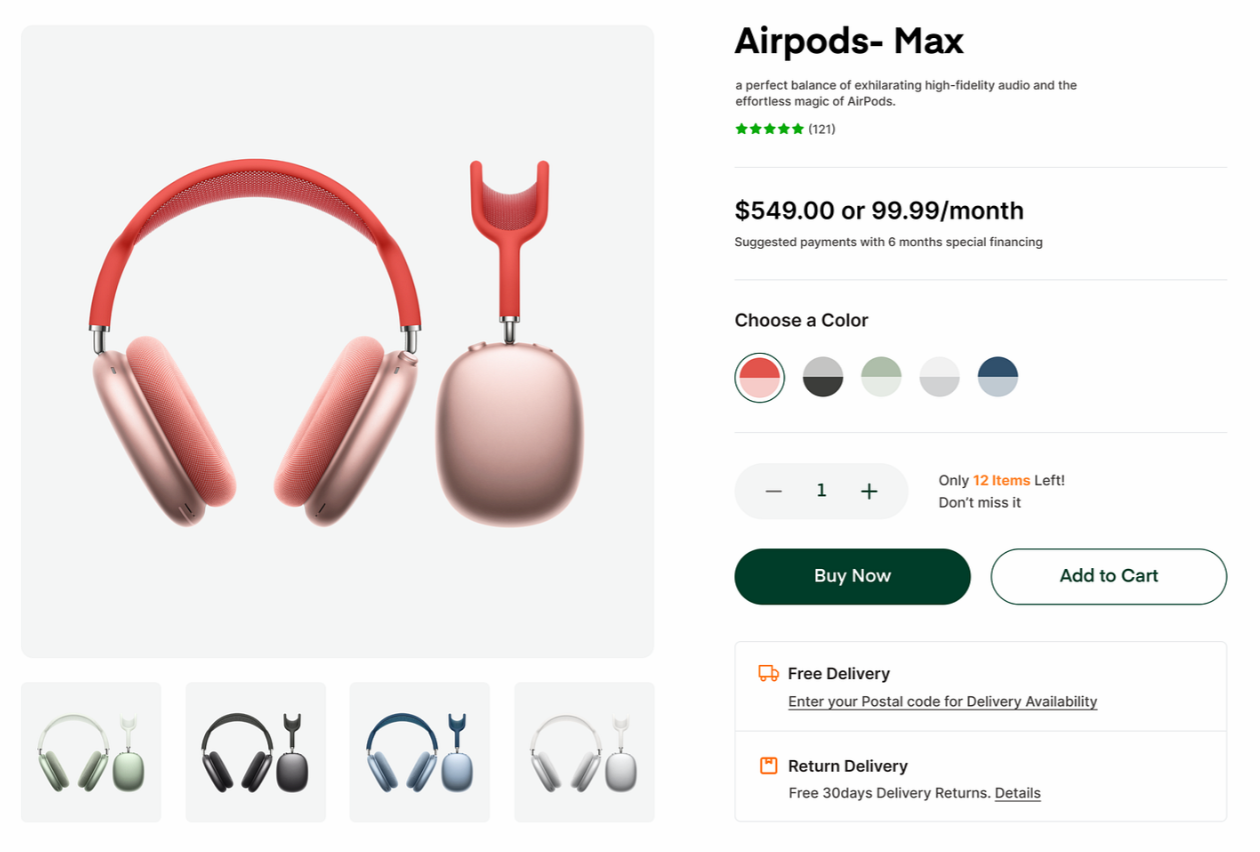 Airpods- Max
a perfect balance of exhilarating high-fidelity audio and the
effortless magic of AirPods.
(121)
$549.00 or 99.99/month
Suggested payments with 6 months special financing
Choose a Color
1
Only 12 Items Left!
Don't miss it
Buy Now
Add to Cart
Free Delivery
Enter your Postal code for Delivery Availability
Return Delivery
Free 30days Delivery Returns. Details